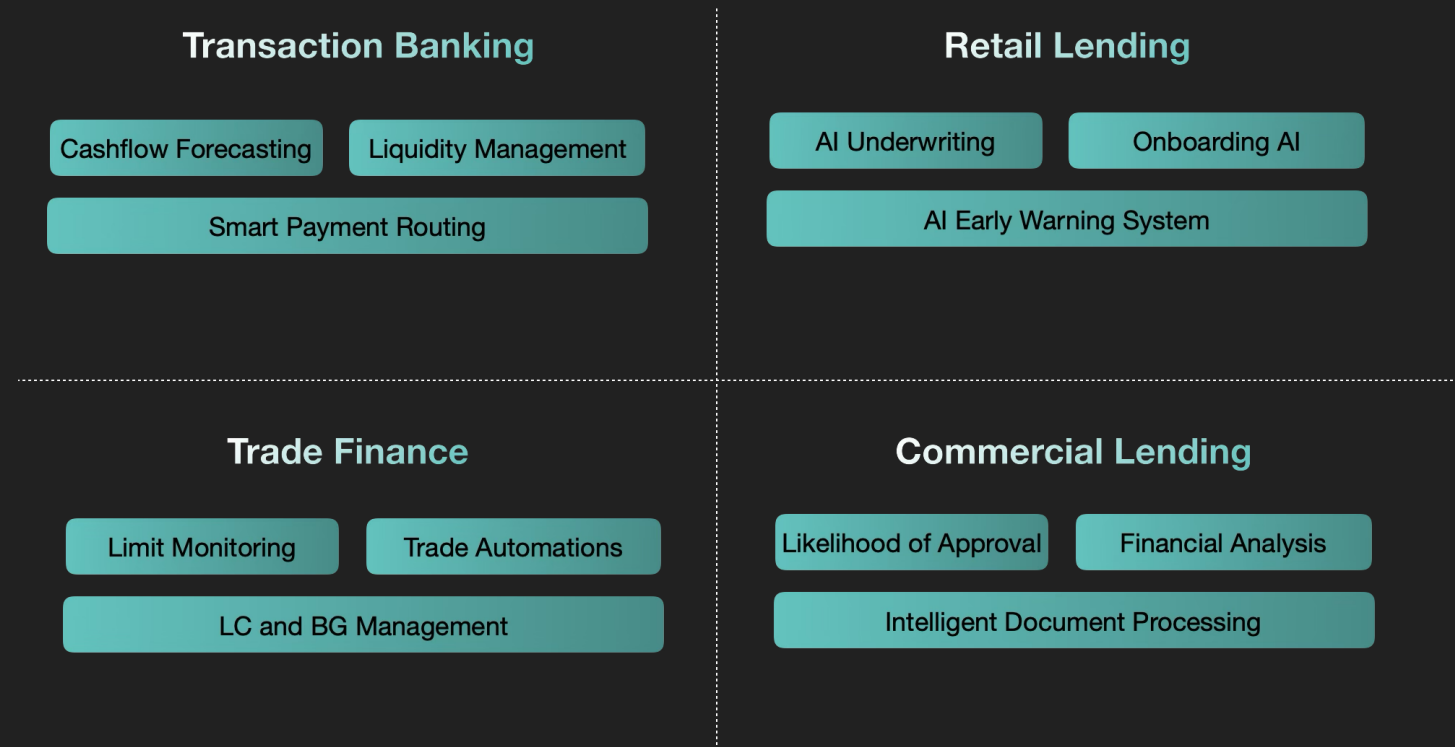 Transaction Banking
Cashflow Forecasting
Liquidity Management
Smart Payment Routing
Retail Lending
AI Underwriting
Onboarding AI
AI Early Warning System
Trade Finance
Limit Monitoring
Trade Automations
LC and BG Management
Commercial Lending
Likelihood of Approval
Financial Analysis
Intelligent Document Processing